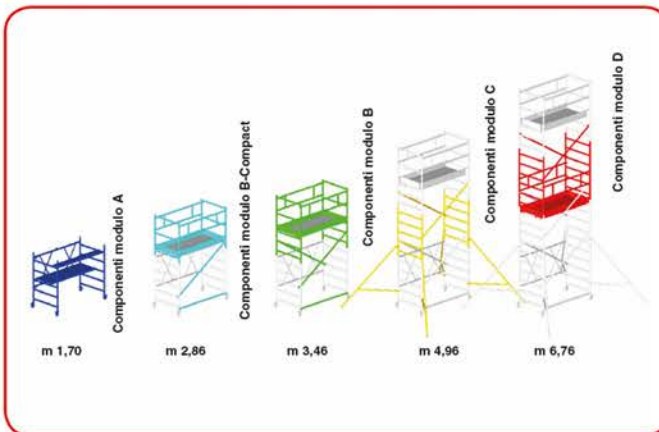 Componenti modulo A
Componenti modulo B-Compact
Componenti modulo B
Componenti modulo C
Componenti modulo D
m 1,70
m 2,86
m 3,46
m 4,96
m 6,76